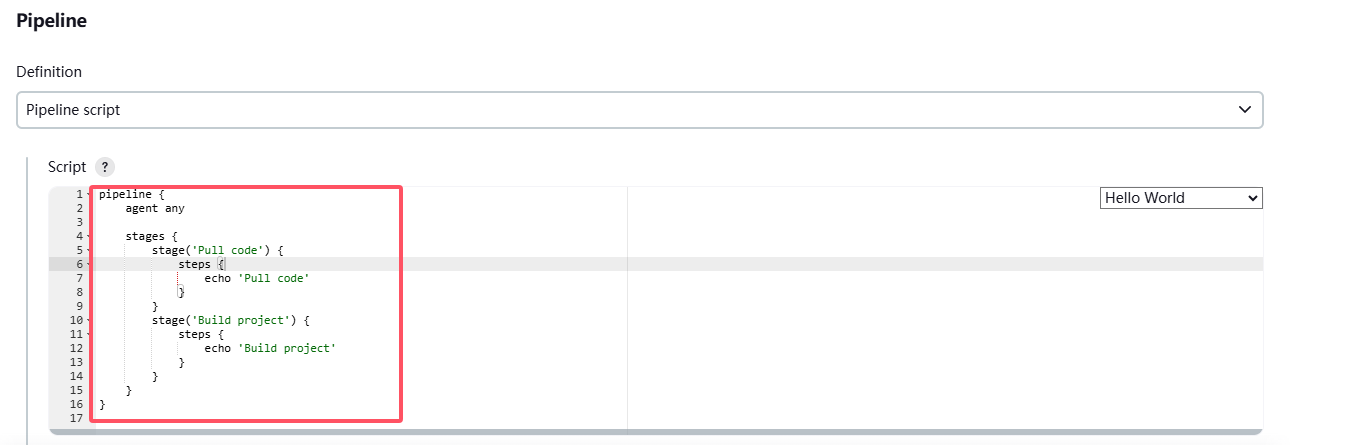 Pipeline
Definition
Pipeline script
Script ?
Hello World
1 pipeline {
2     agent any
3
4     stages {
5         stage('Pull code') {
6             steps {
7                 echo 'Pull code'
8             }
9         }
10         stage('Build project') {
11             steps {
12                 echo 'Build project'
13             }
14         }
15     }
16 }
17